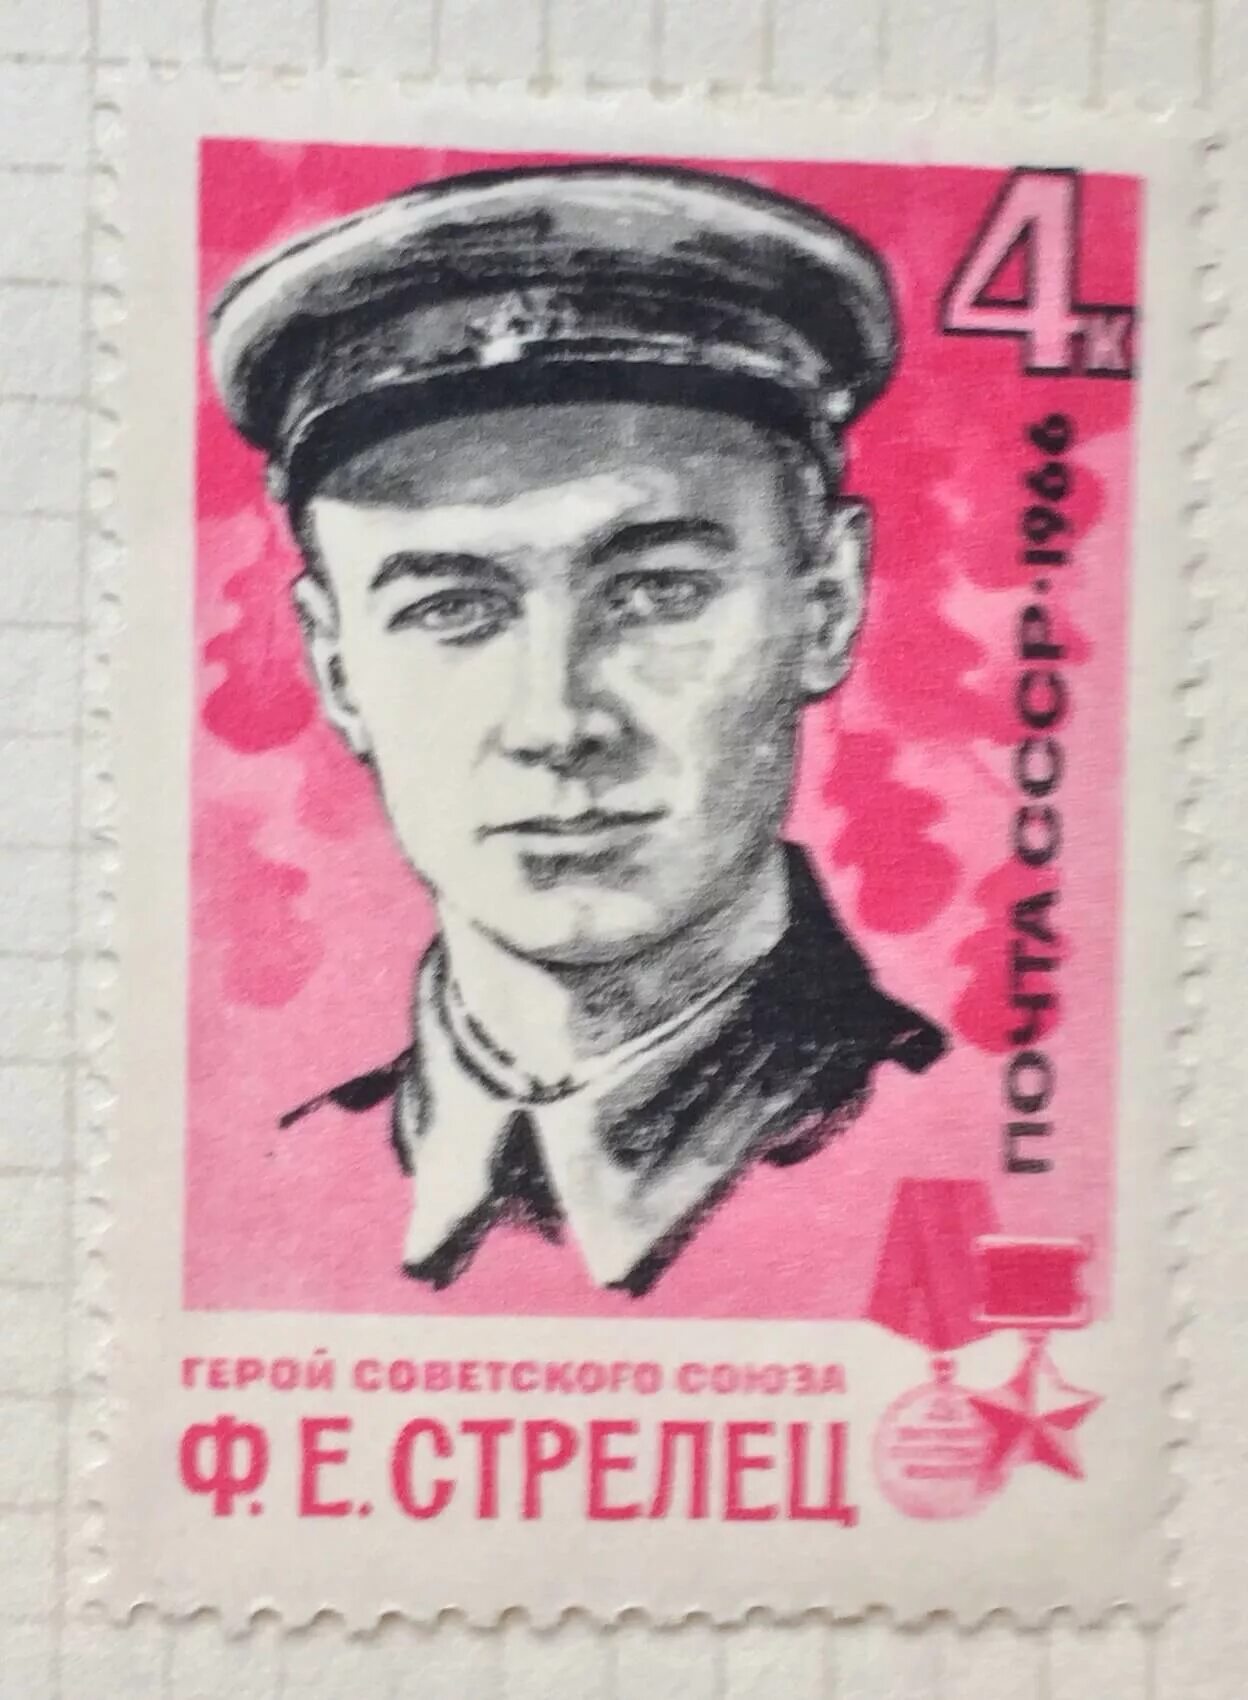 4к
ПОЧТА СССР·1966
ГЕРОЙ СОВЕТСКОГО СОЮЗА
Ф. Е. СТРЕЛЕЦ